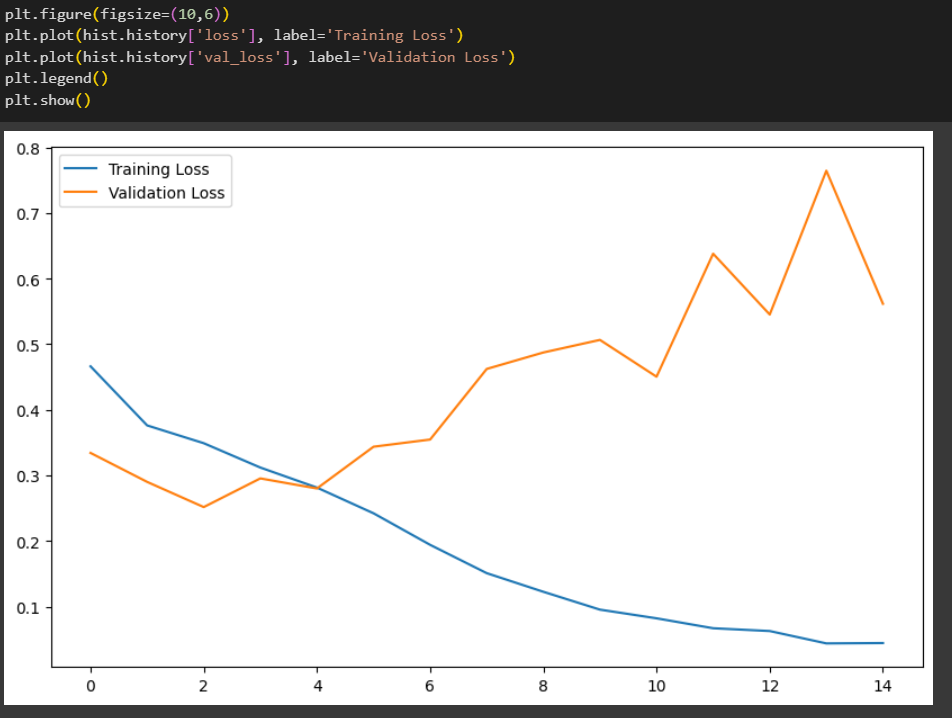 plt.figure(figsize=(10,6))
plt.plot(hist.history['loss'], label='Training Loss')
plt.plot(hist.history['val_loss'], label='Validation Loss')
plt.legend()
plt.show()
0.8
Training Loss
Validation Loss
0.7
0.6
0.5
0.4
0.3
0.2
0.1
0 2 4 6 8 10 12 14